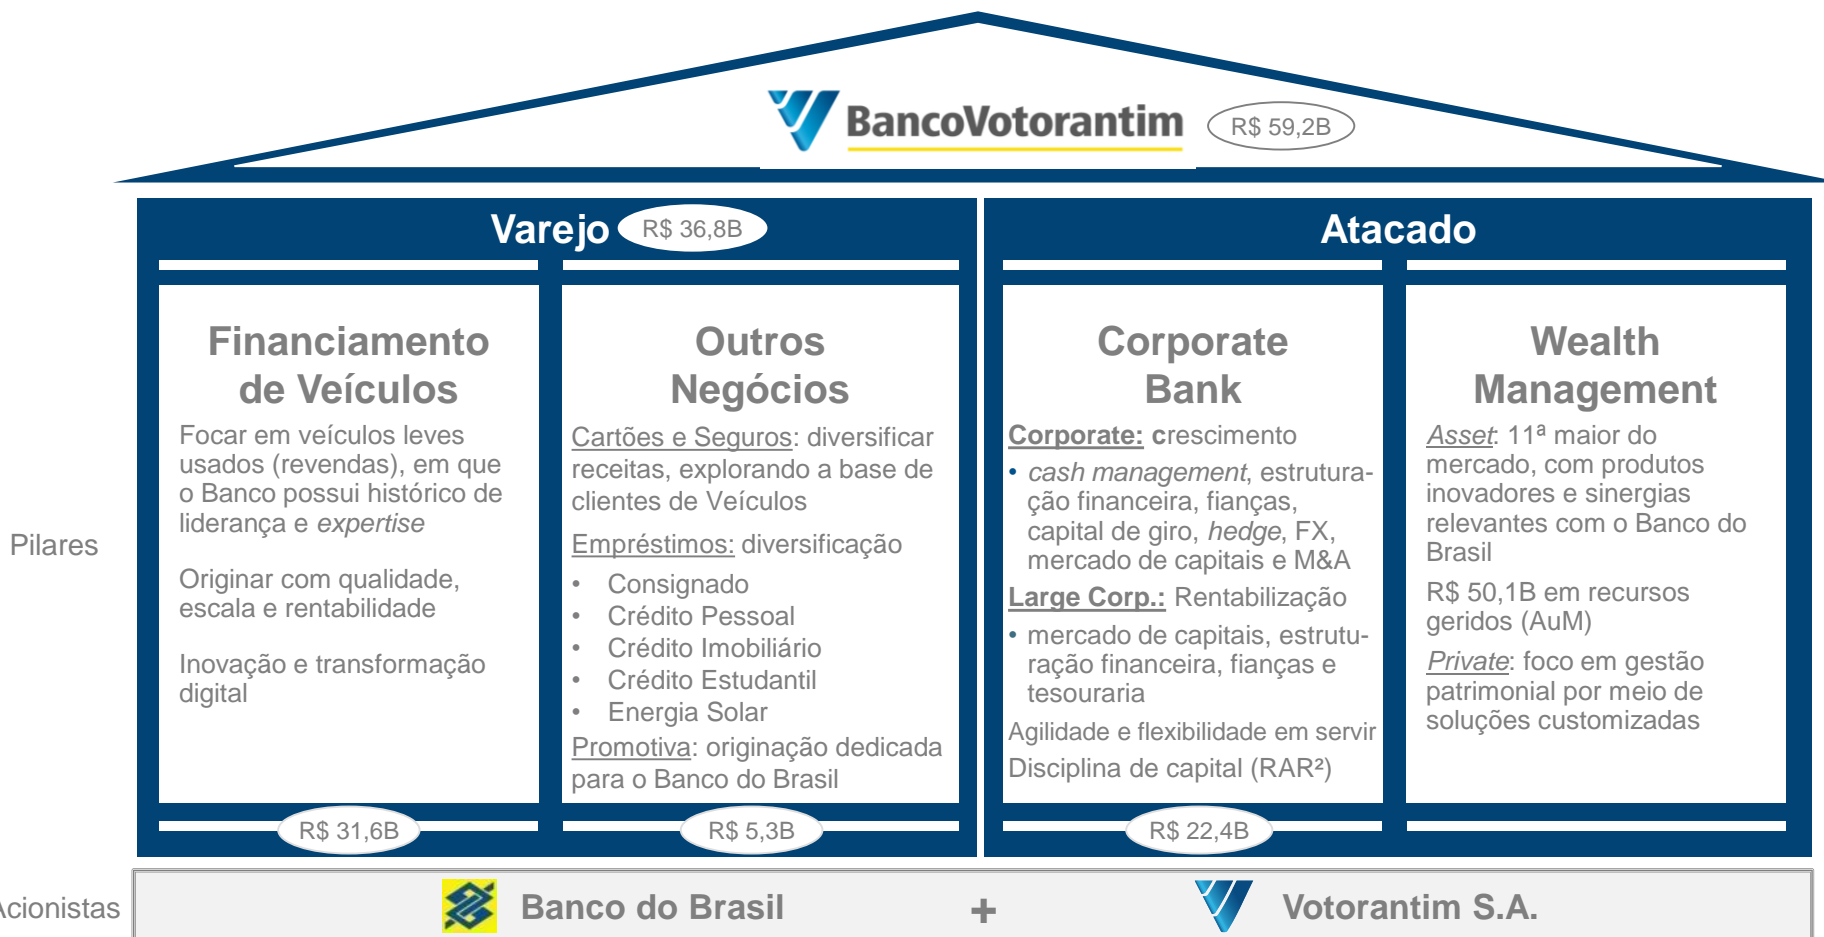 BancoVotorantim
R$ 59,2B
Varejo
R$ 36,8B
Atacado
Pilares
Financiamento
de Veículos
Focar em veículos leves
usados (revendas), em que
o Banco possui histórico de
liderança e expertise
Originar com qualidade,
escala e rentabilidade
Inovação e transformação
digital
R$ 31,6B
Outros
Negócios
Cartões e Seguros: diversificar
receitas, explorando a base de
clientes de Veículos
Empréstimos: diversificação
• Consignado
• Crédito Pessoal
• Crédito Imobiliário
• Crédito Estudantil
• Energia Solar
Promotiva: originação dedicada
para o Banco do Brasil
R$ 5,3B
Corporate
Bank
Corporate: crescimento
• cash management, estrutura-
ção financeira, fianças,
capital de giro, hedge, FX,
mercado de capitais e M&A
Large Corp.: Rentabilização
• mercado de capitais, estrutu-
ração financeira, fianças e
tesouraria
Agilidade e flexibilidade em servir
Disciplina de capital (RAR²)
R$ 22,4B
Wealth
Management
Asset: 11ª maior do
mercado, com produtos
inovadores e sinergias
relevantes com o Banco do
Brasil
R$ 50,1B em recursos
geridos (AuM)
Private: foco em gestão
patrimonial por meio de
soluções customizadas
Acionistas
Banco do Brasil
+
Votorantim S.A.